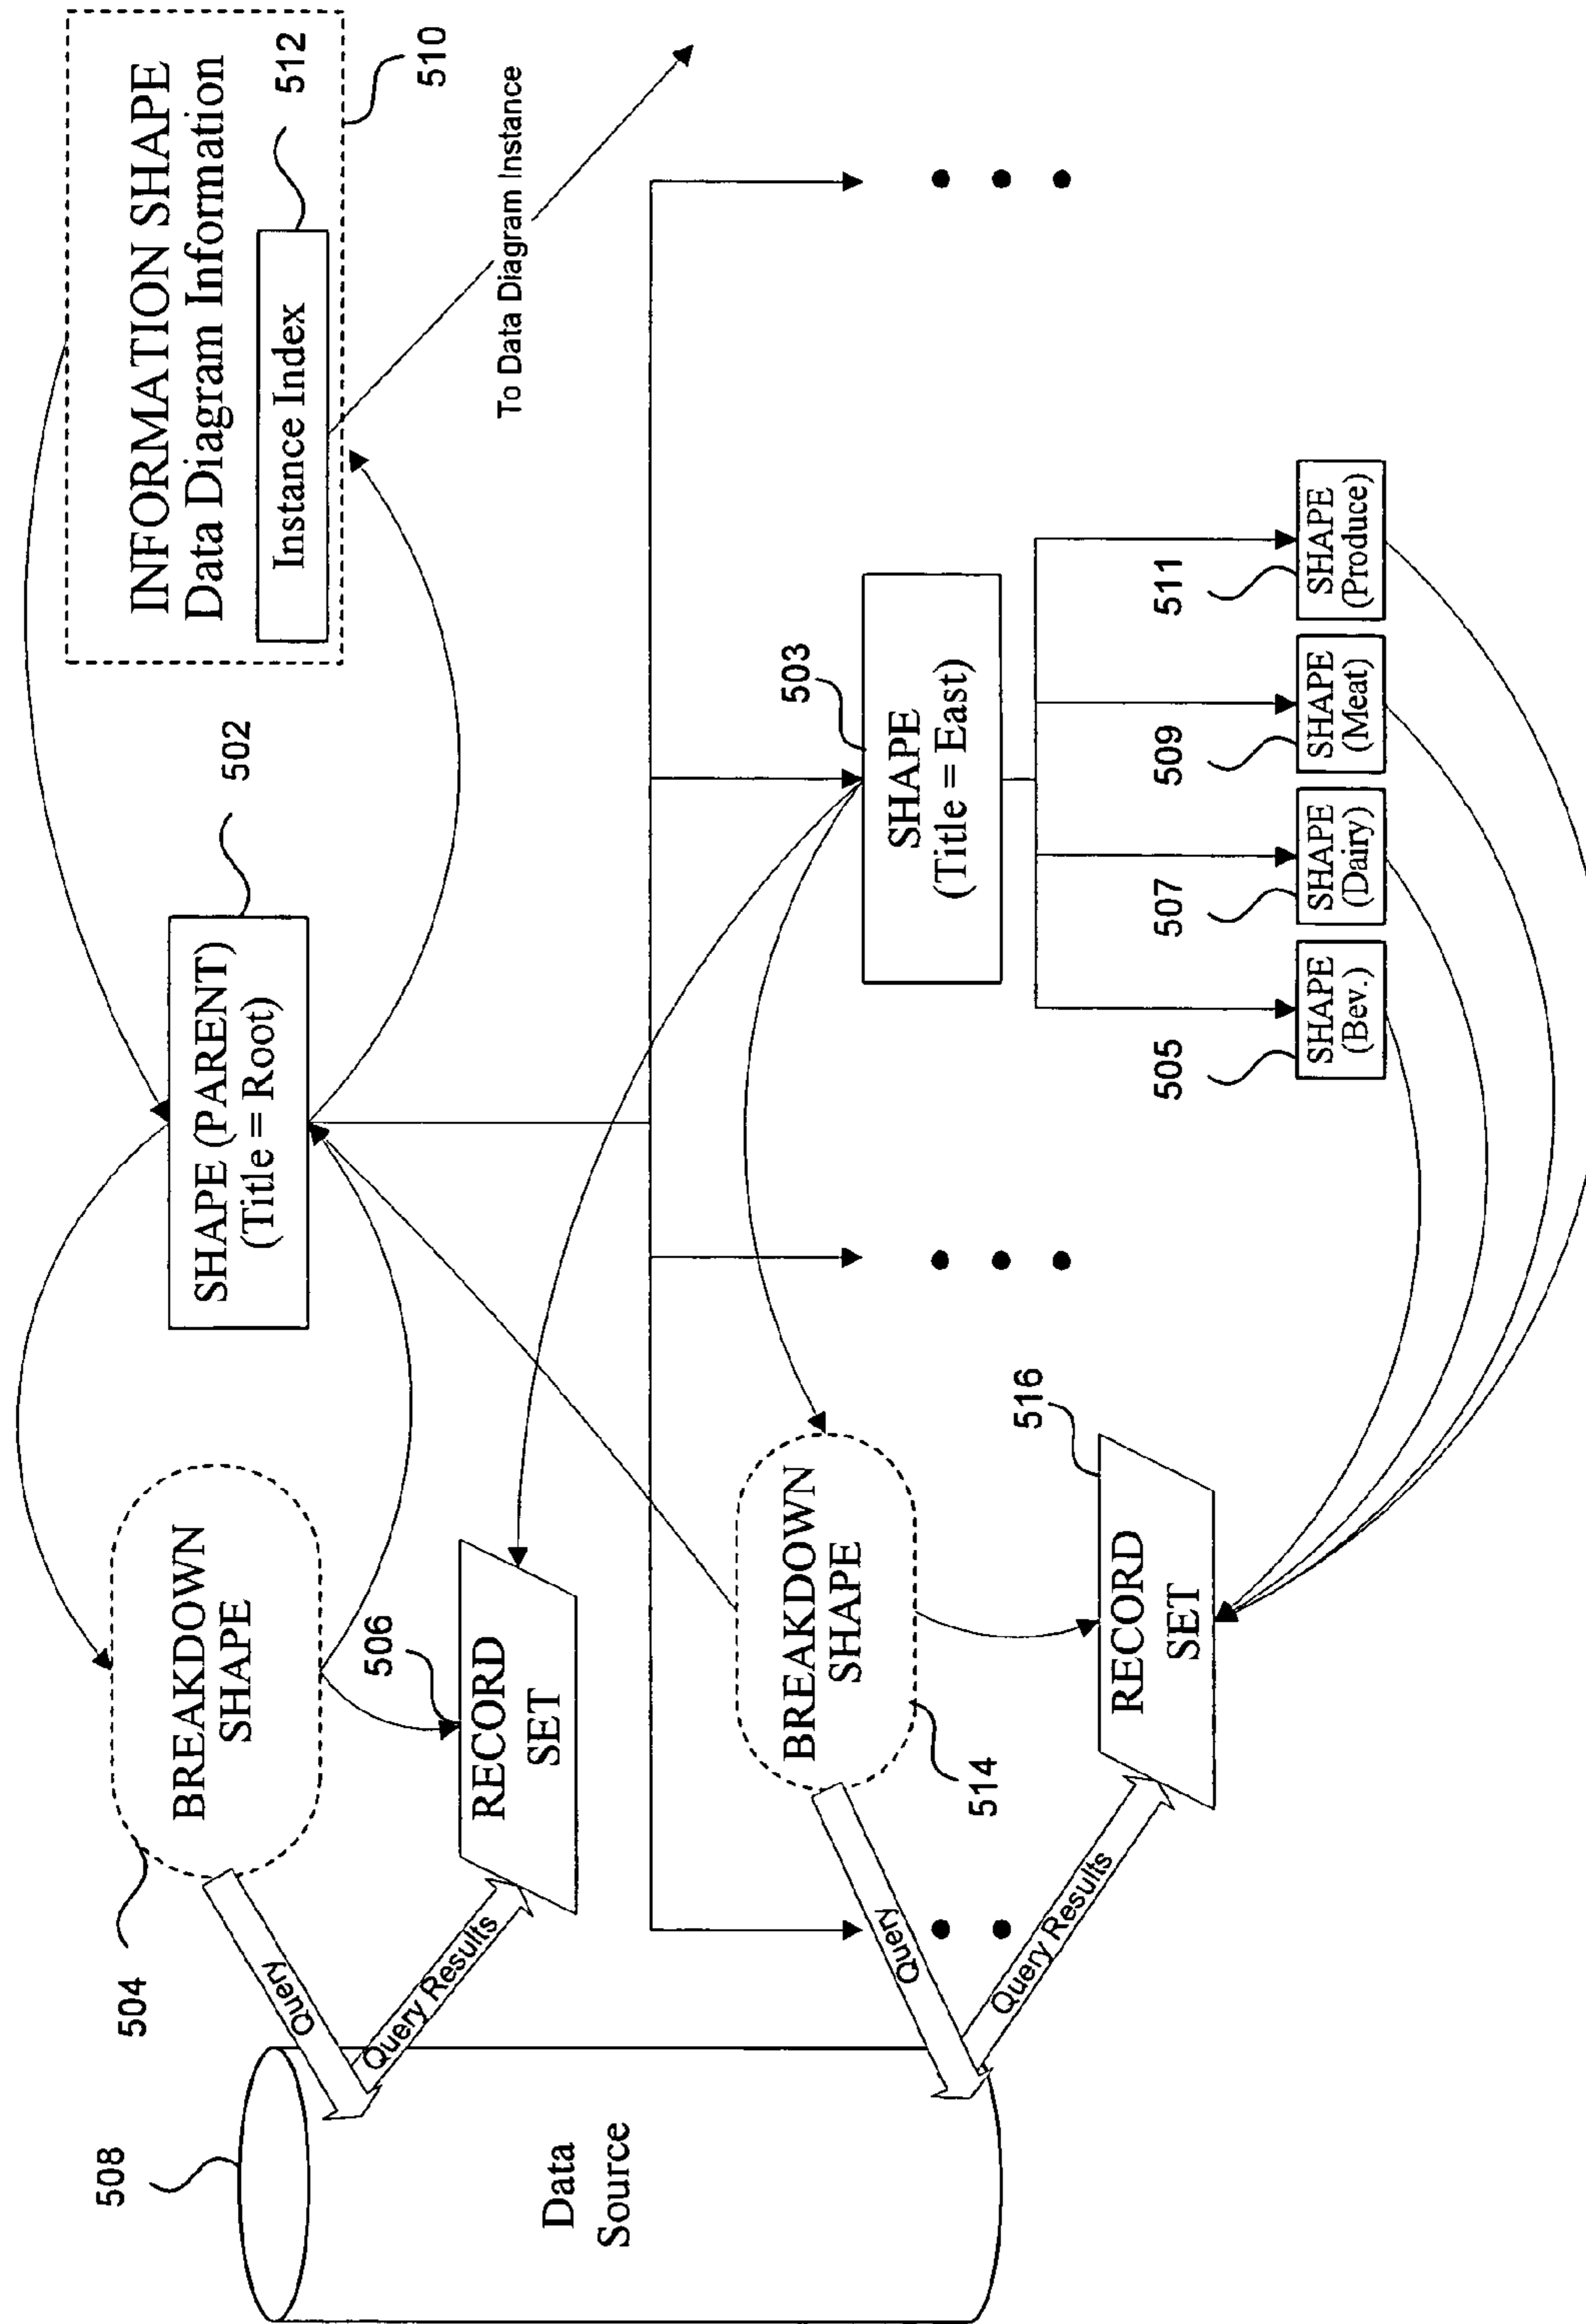 INFORMATION SHAPE
Data Diagram Information
Instance Index
512
510
To Data Diagram Instance
502
SHAPE (PARENT)
(Title = Root)
504
BREAKDOWN
SHAPE
506
RECORD
SET
Query
Query Results
508
Data
Source
503
SHAPE
(Title = East)
514
BREAKDOWN
SHAPE
516
RECORD
SET
Query
Query Results
505
SHAPE
(Bev.)
507
SHAPE
(Dairy)
509
SHAPE
(Meat)
511
SHAPE
(Produce)